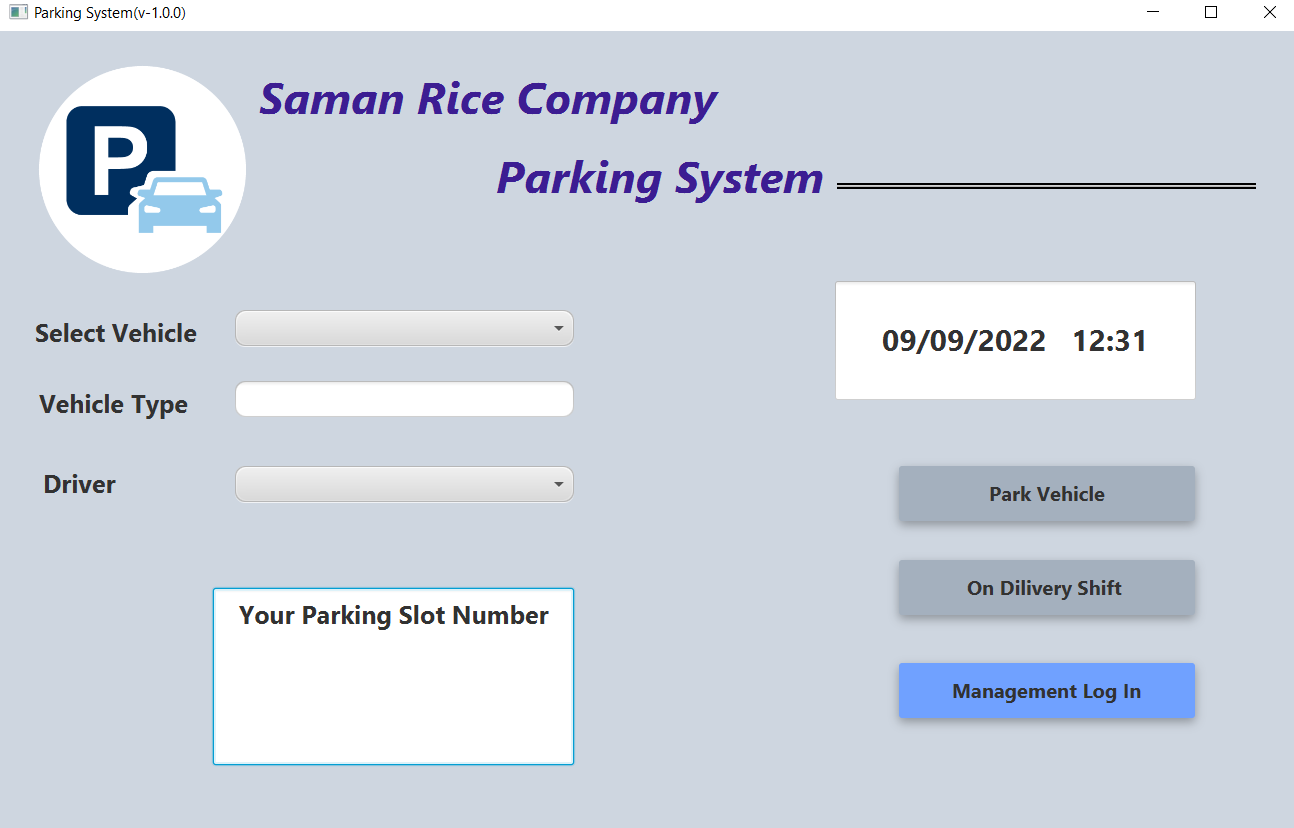 Parking System(v-1.0.0)
P
Saman Rice Company
Parking System
Select Vehicle
09/09/2022 12:31
Vehicle Type
Driver
Park Vehicle
On Dilivery Shift
Your Parking Slot Number
Management Log In